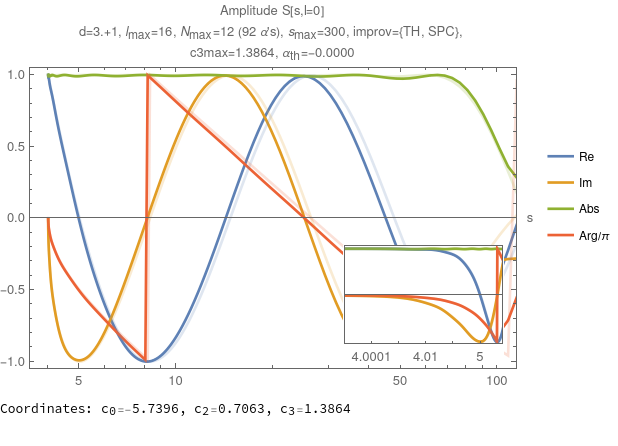 Amplitude S[s,l=0]
d=3.+1, lmax=16, Nmax=12 (92 α's), smax=300, improv={TH, SPC},
c3max=1.3864, αth=-0.0000
1.0
0.5
0.0
-0.5
-1.0
5
10
50
100
s
4.0001
4.01
5
Re
Im
Abs
Arg/π
Coordinates: c0=-5.7396, c2=0.7063, c3=1.3864